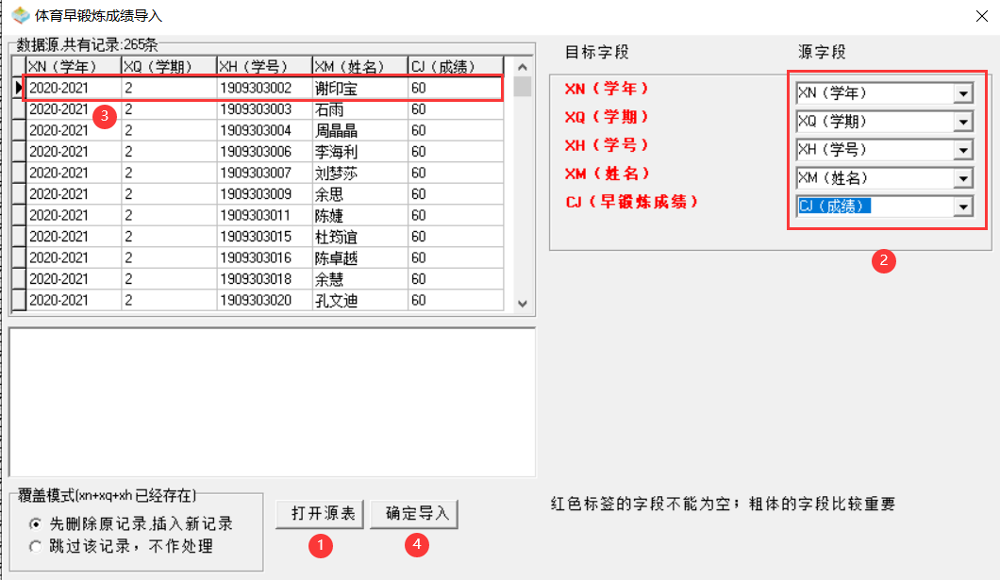 体育早锻炼成绩导入
数据源,共有记录:265条
XN（学年） XQ（学期） XH（学号） XM（姓名） CJ（成绩）
2020-2021 2 1909303002 谢印宝 60
2020-2021 2 1909303003 石雨 60
3
2020-2021 2 1909303004 周晶晶 60
2020-2021 2 1909303006 李海利 60
2020-2021 2 1909303007 刘梦莎 60
2020-2021 2 1909303009 余思 60
2020-2021 2 1909303011 陈婕 60
2020-2021 2 1909303015 杜筠谊 60
2020-2021 2 1909303016 陈卓越 60
2020-2021 2 1909303018 余慧 60
2020-2021 2 1909303020 孔文迪 60
目标字段 源字段
XN（学年） XN（学年）
XQ（学期） XQ（学期）
XH（学号） XH（学号）
XM（姓名） XM（姓名）
CJ（早锻炼成绩） CJ（成绩）
2
覆盖模式(xn+xq+xh已经存在)
先删除原记录,插入新记录
跳过该记录，不作处理
打开源表 确定导入
1 4
红色标签的字段不能为空；粗体的字段比较重要